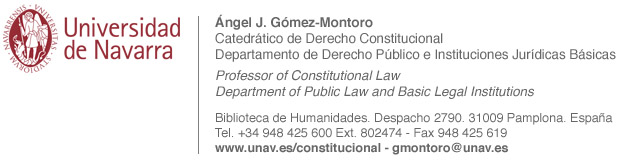 Universidad
de Navarra
Ángel J. Gómez-Montoro
Catedrático de Derecho Constitucional
Departamento de Derecho Público e Instituciones Jurídicas Básicas
Professor of Constitutional Law
Department of Public Law and Basic Legal Institutions
Biblioteca de Humanidades. Despacho 2790. 31009 Pamplona. España
Tel. +34 948 425 600 Ext. 802474 - Fax 948 425 619
www.unav.es/constitucional - gmontoro@unav.es